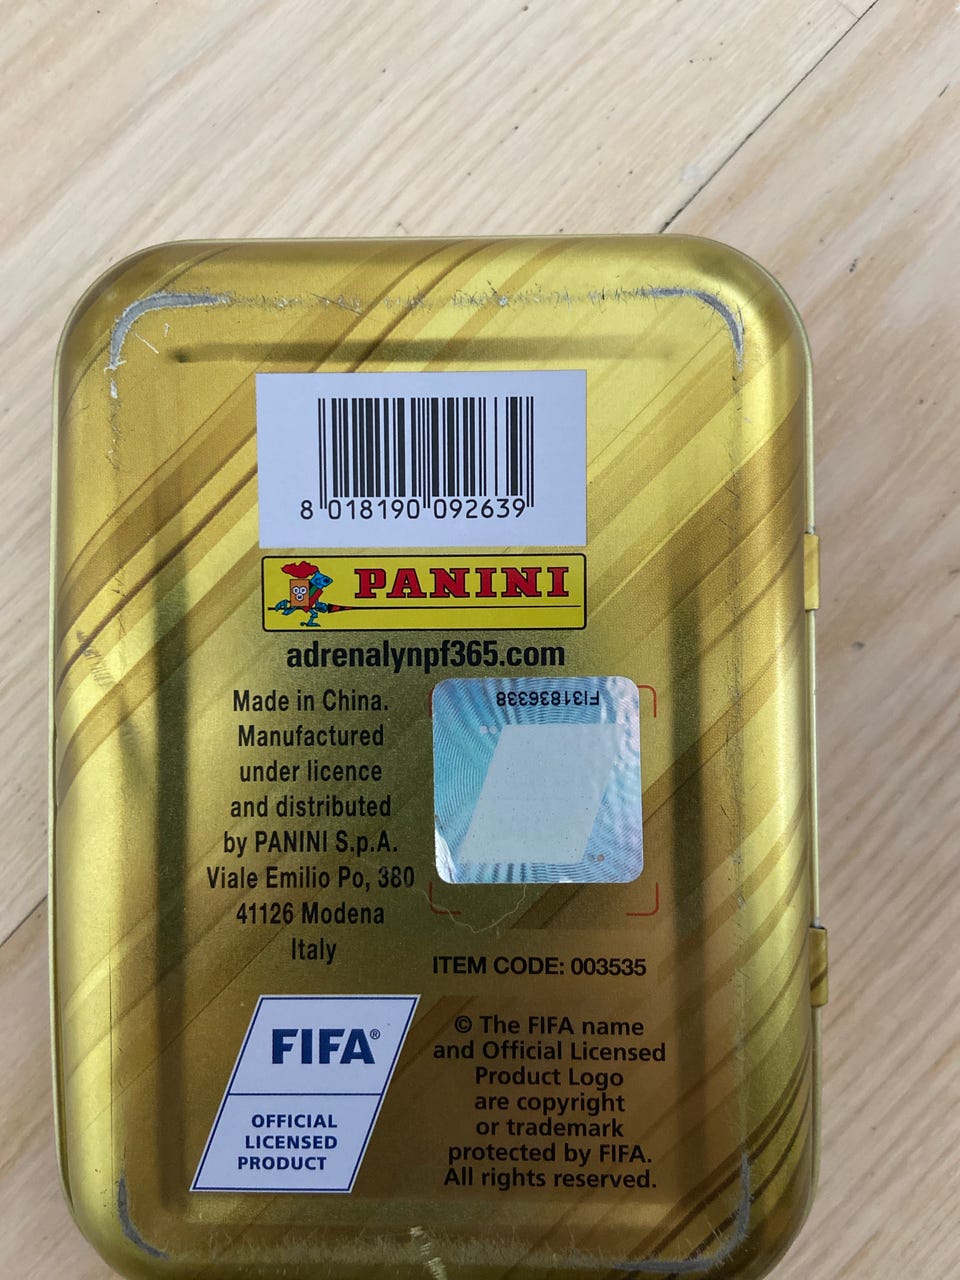 8 018190 092639
PANINI
adrenalynpf365.com
Made in China.
Manufactured
under licence
and distributed
by PANINI S.p.A.
Viale Emilio Po, 380
41126 Modena
Italy
FI31836338
ITEM CODE: 003535
FIFA®
OFFICIAL
LICENSED
PRODUCT
© The FIFA name
and Official Licensed
Product Logo
are copyright
or trademark
protected by FIFA.
All rights reserved.